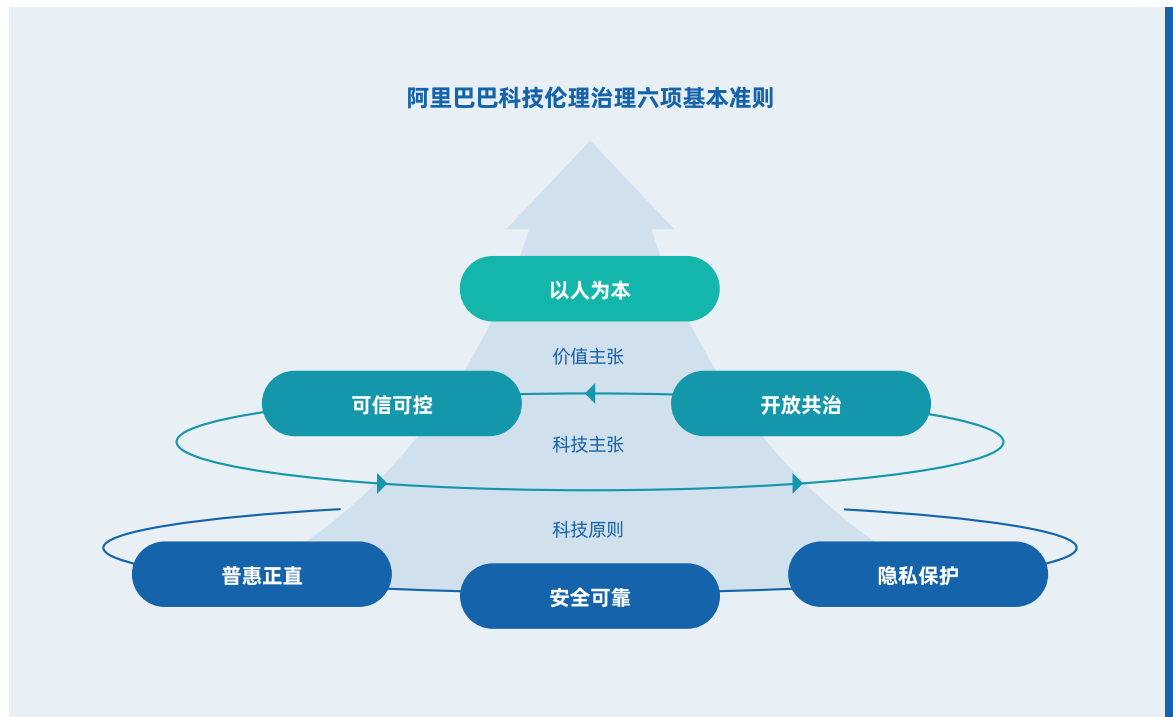 阿里巴巴科技伦理治理六项基本准则
以人为本
价值主张
可信可控
开放共治
科技主张
科技原则
普惠正直
安全可靠
隐私保护